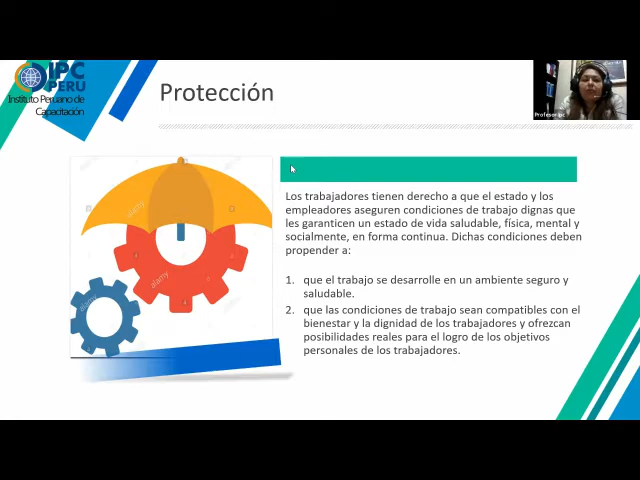 IPC
PERU
Instituto Peruano de
Capacitación
Protección
Profesor ipc
Los trabajadores tienen derecho a que el estado y los
empleadores aseguren condiciones de trabajo dignas que
les garanticen un estado de vida saludable, física, mental y
socialmente, en forma continua. Dichas condiciones deben
propender a:
1. que el trabajo se desarrolle en un ambiente seguro y
saludable.
2. que las condiciones de trabajo sean compatibles con el
bienestar y la dignidad de los trabajadores y ofrezcan
posibilidades reales para el logro de los objetivos
personales de los trabajadores.
alamy
alamy
alamy